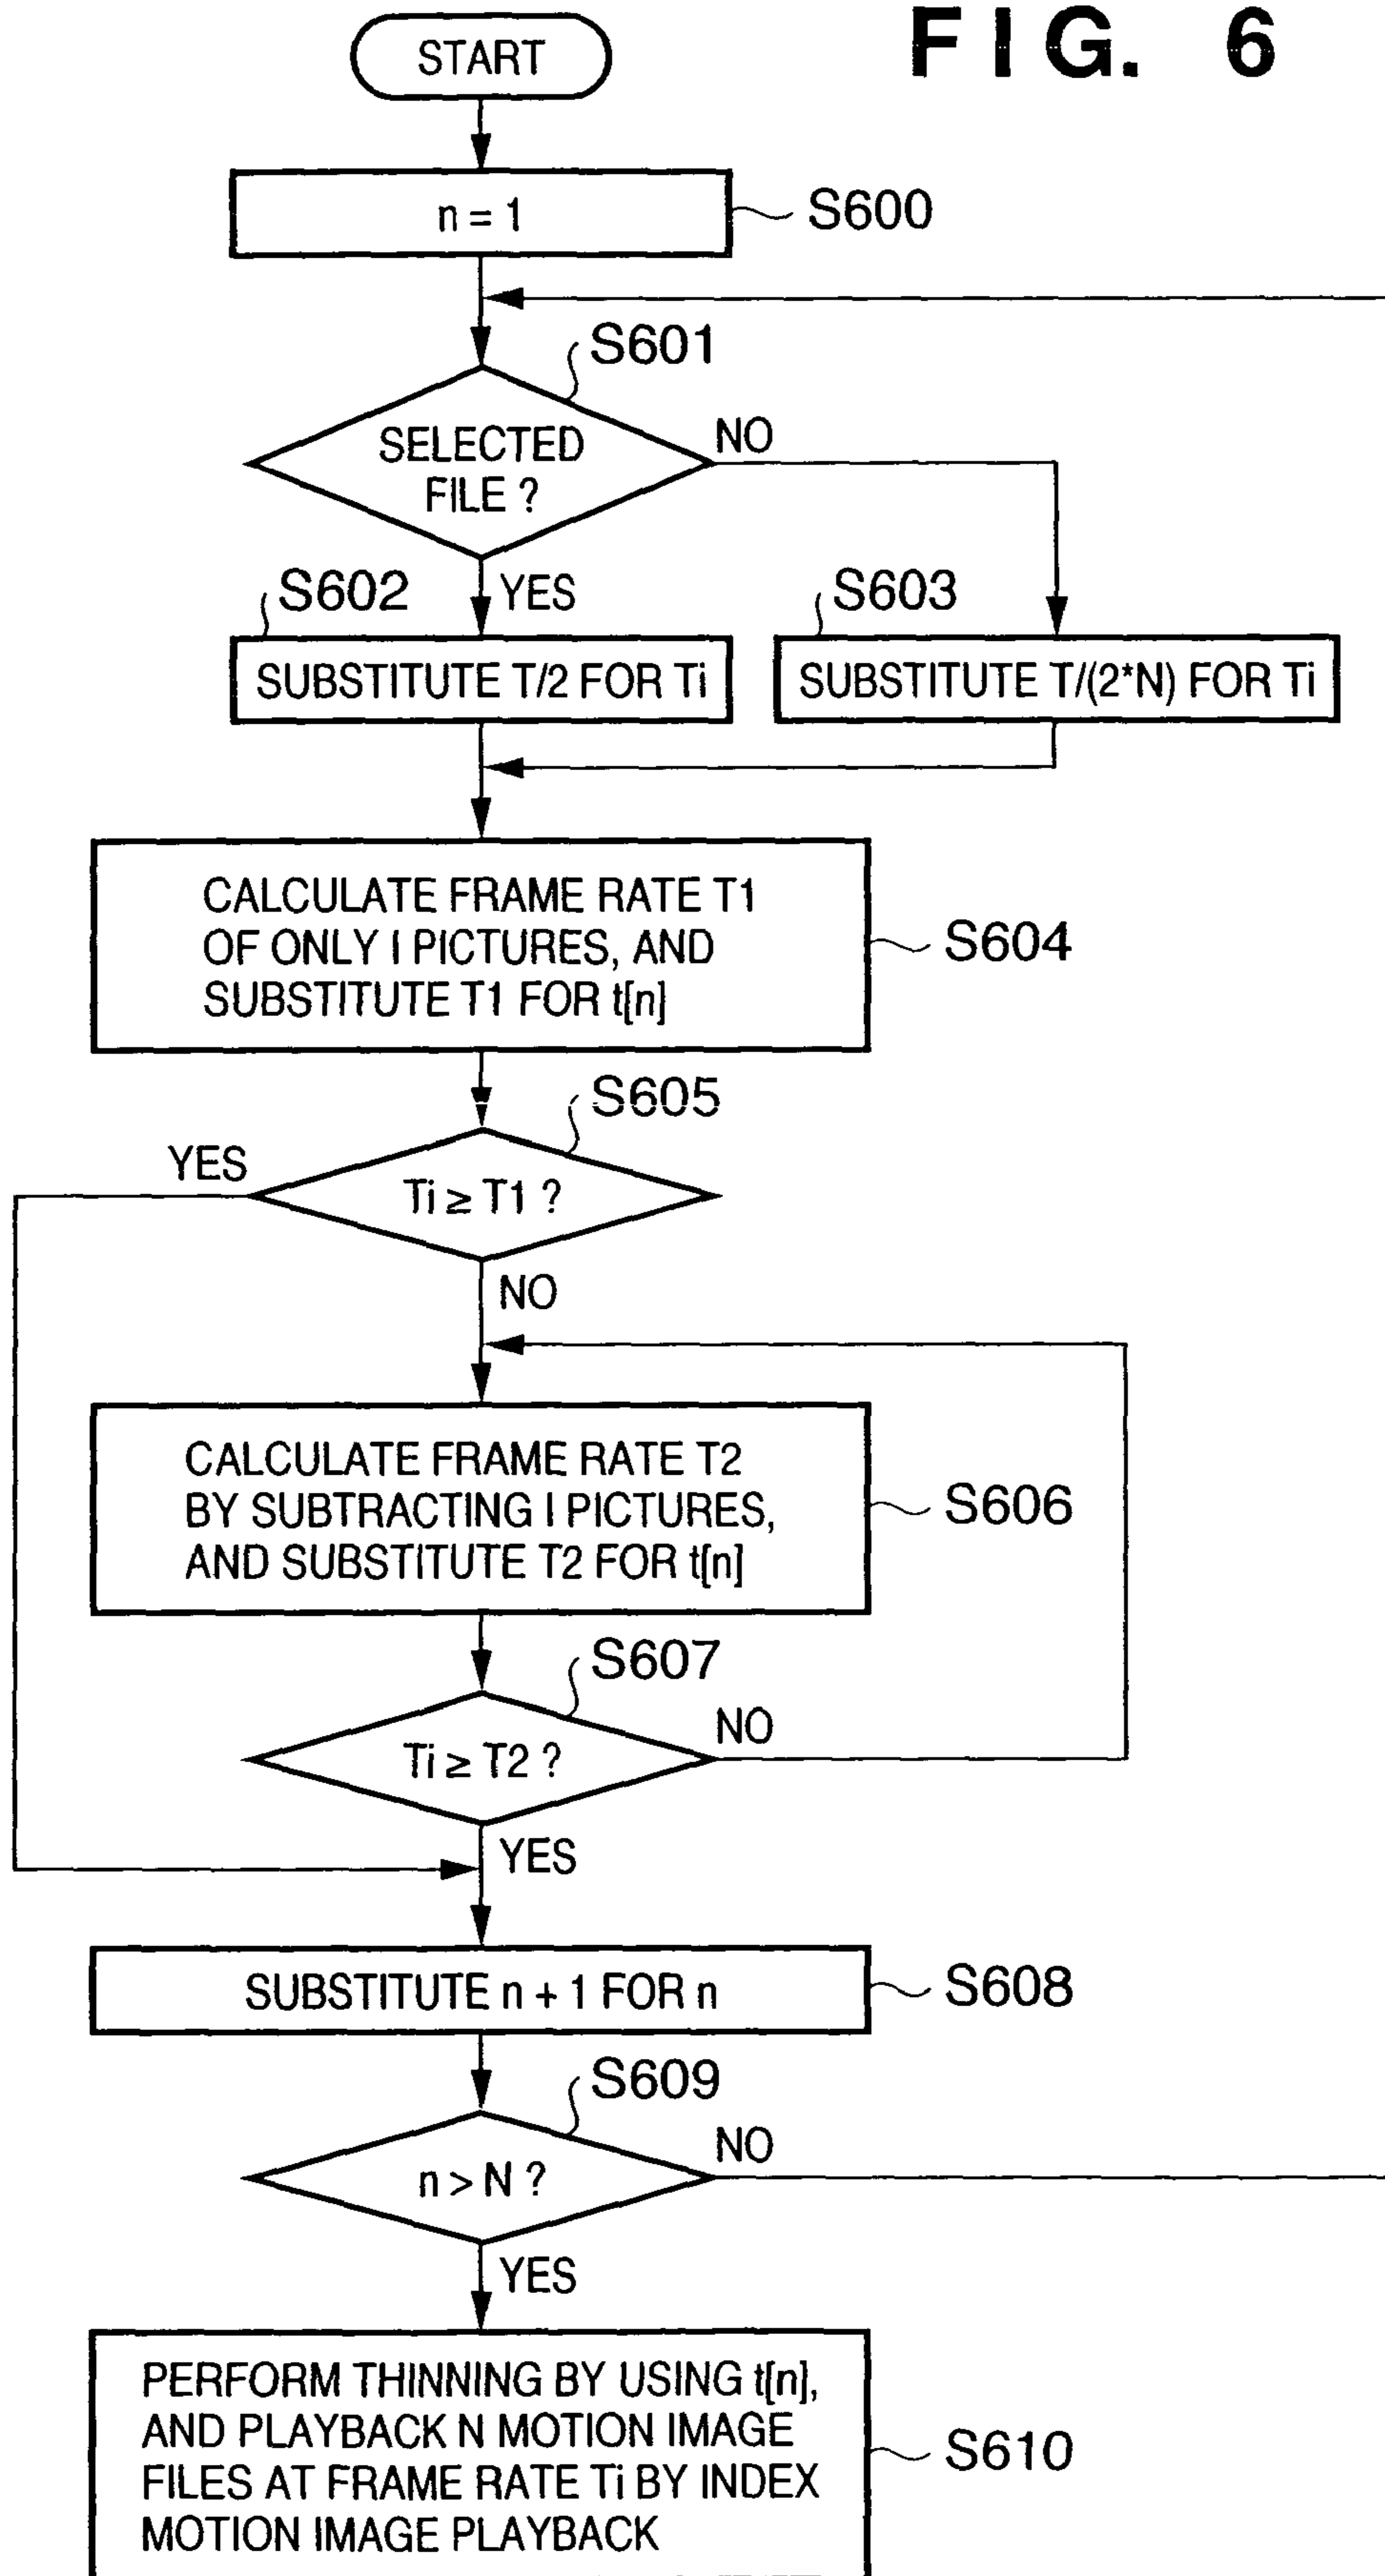 FIG. 6
START
n = 1
S600
S601
SELECTED
FILE ?
NO
YES
S602
S603
SUBSTITUTE T/2 FOR Ti
SUBSTITUTE T/(2*N) FOR Ti
CALCULATE FRAME RATE T1
OF ONLY I PICTURES, AND
SUBSTITUTE T1 FOR t[n]
S604
S605
YES
Ti ≥ T1 ?
NO
CALCULATE FRAME RATE T2
BY SUBTRACTING I PICTURES,
AND SUBSTITUTE T2 FOR t[n]
S606
S607
Ti ≥ T2 ?
NO
YES
SUBSTITUTE n + 1 FOR n
S608
S609
n > N ?
NO
YES
PERFORM THINNING BY USING t[n],
AND PLAYBACK N MOTION IMAGE
FILES AT FRAME RATE Ti BY INDEX
MOTION IMAGE PLAYBACK
S610